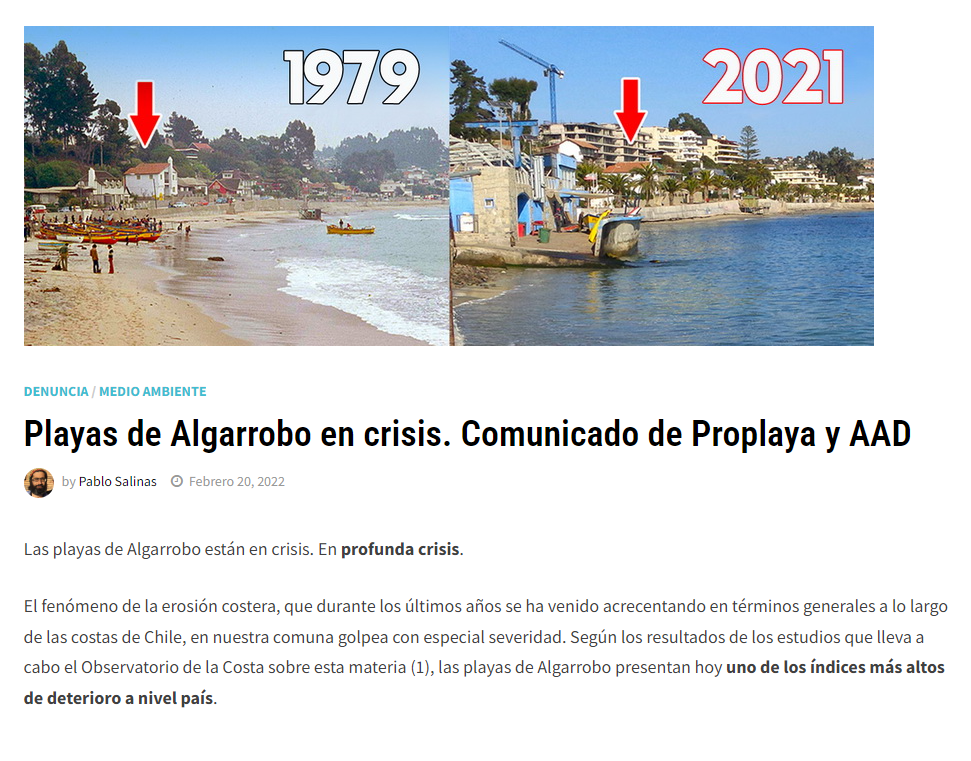 1979
2021
DENUNCIA / MEDIO AMBIENTE
Playas de Algarrobo en crisis. Comunicado de Proplaya y AAD
by Pablo Salinas Febrero 20, 2022
Las playas de Algarrobo están en crisis. En profunda crisis.
El fenómeno de la erosión costera, que durante los últimos años se ha venido acrecentando en términos generales a lo largo
de las costas de Chile, en nuestra comuna golpea con especial severidad. Según los resultados de los estudios que lleva a
cabo el Observatorio de la Costa sobre esta materia (1), las playas de Algarrobo presentan hoy uno de los índices más altos
de deterioro a nivel país.